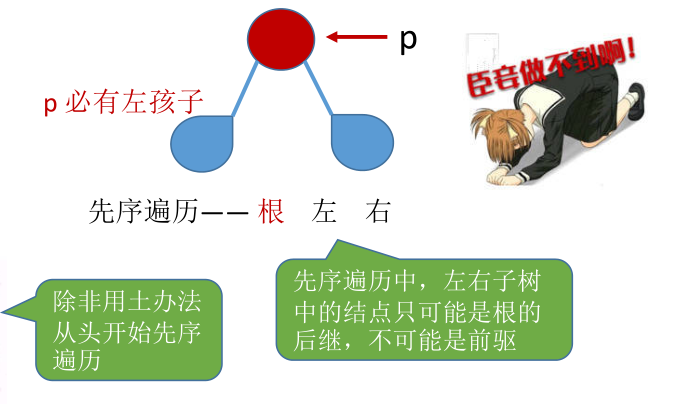 p
臣妾做不到啊！
p 必有左孩子
先序遍历—— 根 左 右
除非用土办法
从头开始先序
遍历
先序遍历中，左右子树
中的结点只可能是根的
后继，不可能是前驱